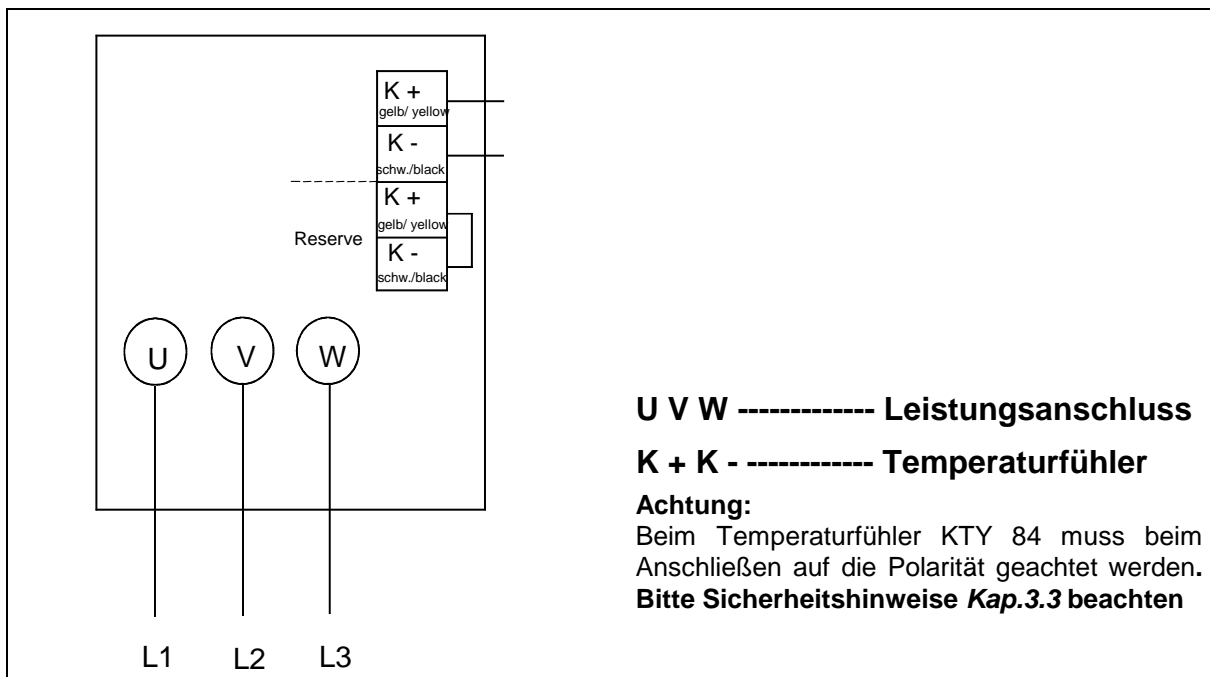 K +
gelb/ yellow
K -
schw./black
K +
gelb/ yellow
Reserve
K -
schw./black
U V W
L1 L2 L3
U V W ------------- Leistungsanschluss
K + K - ------------ Temperaturfühler
Achtung:
Beim Temperaturfühler KTY 84 muss beim
Anschließen auf die Polarität geachtet werden.
Bitte Sicherheitshinweise Kap.3.3 beachten